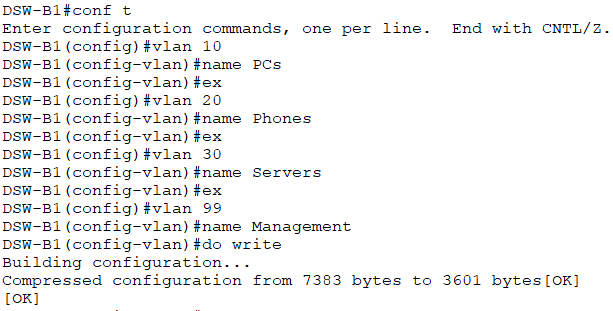 DSW-B1#conf t
Enter configuration commands, one per line.  End with CNTL/Z.
DSW-B1(config)#vlan 10
DSW-B1(config-vlan)#name PCs
DSW-B1(config-vlan)#ex
DSW-B1(config)#vlan 20
DSW-B1(config-vlan)#name Phones
DSW-B1(config-vlan)#ex
DSW-B1(config)#vlan 30
DSW-B1(config-vlan)#name Servers
DSW-B1(config-vlan)#ex
DSW-B1(config)#vlan 99
DSW-B1(config-vlan)#name Management
DSW-B1(config-vlan)#do write
Building configuration...
Compressed configuration from 7383 bytes to 3601 bytes[OK]
[OK]